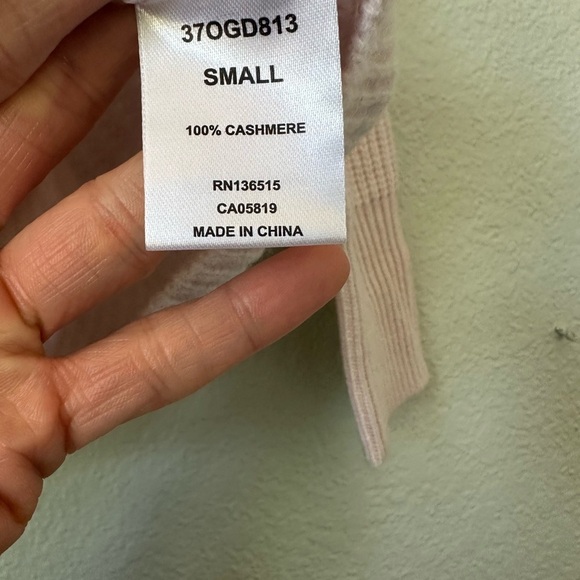 37OGD813
SMALL
100% CASHMERE
RN136515
CA05819
MADE IN CHINA